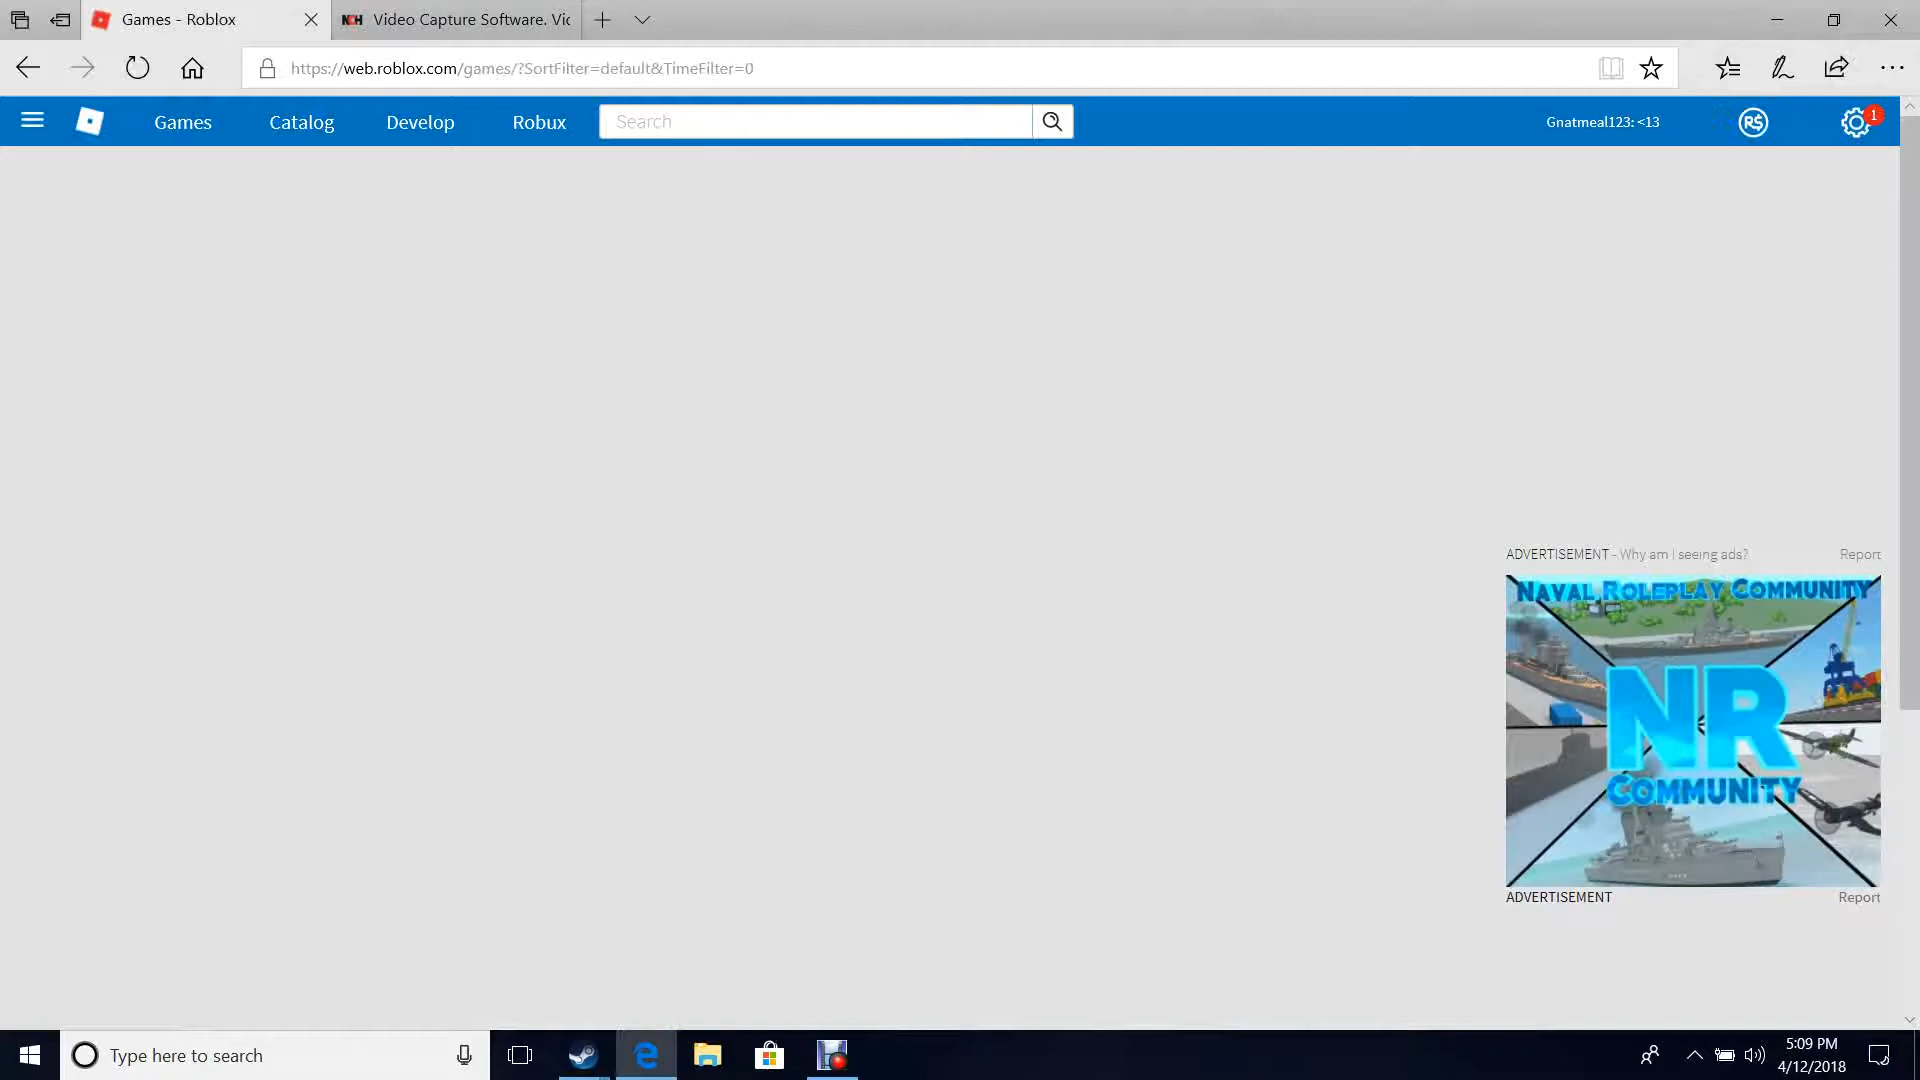 Games - Roblox
NCH Video Capture Software. Vic
https://web.roblox.com/games/?SortFilter=default&TimeFilter=0
Games Catalog Develop Robux Search Gnatmeal123: <13 R$ 1
ADVERTISEMENT - Why am I seeing ads? Report
NAVAL ROLEPLAY COMMUNITY
NR
COMMUNITY
ADVERTISEMENT Report
Type here to search
5:09 PM
4/12/2018